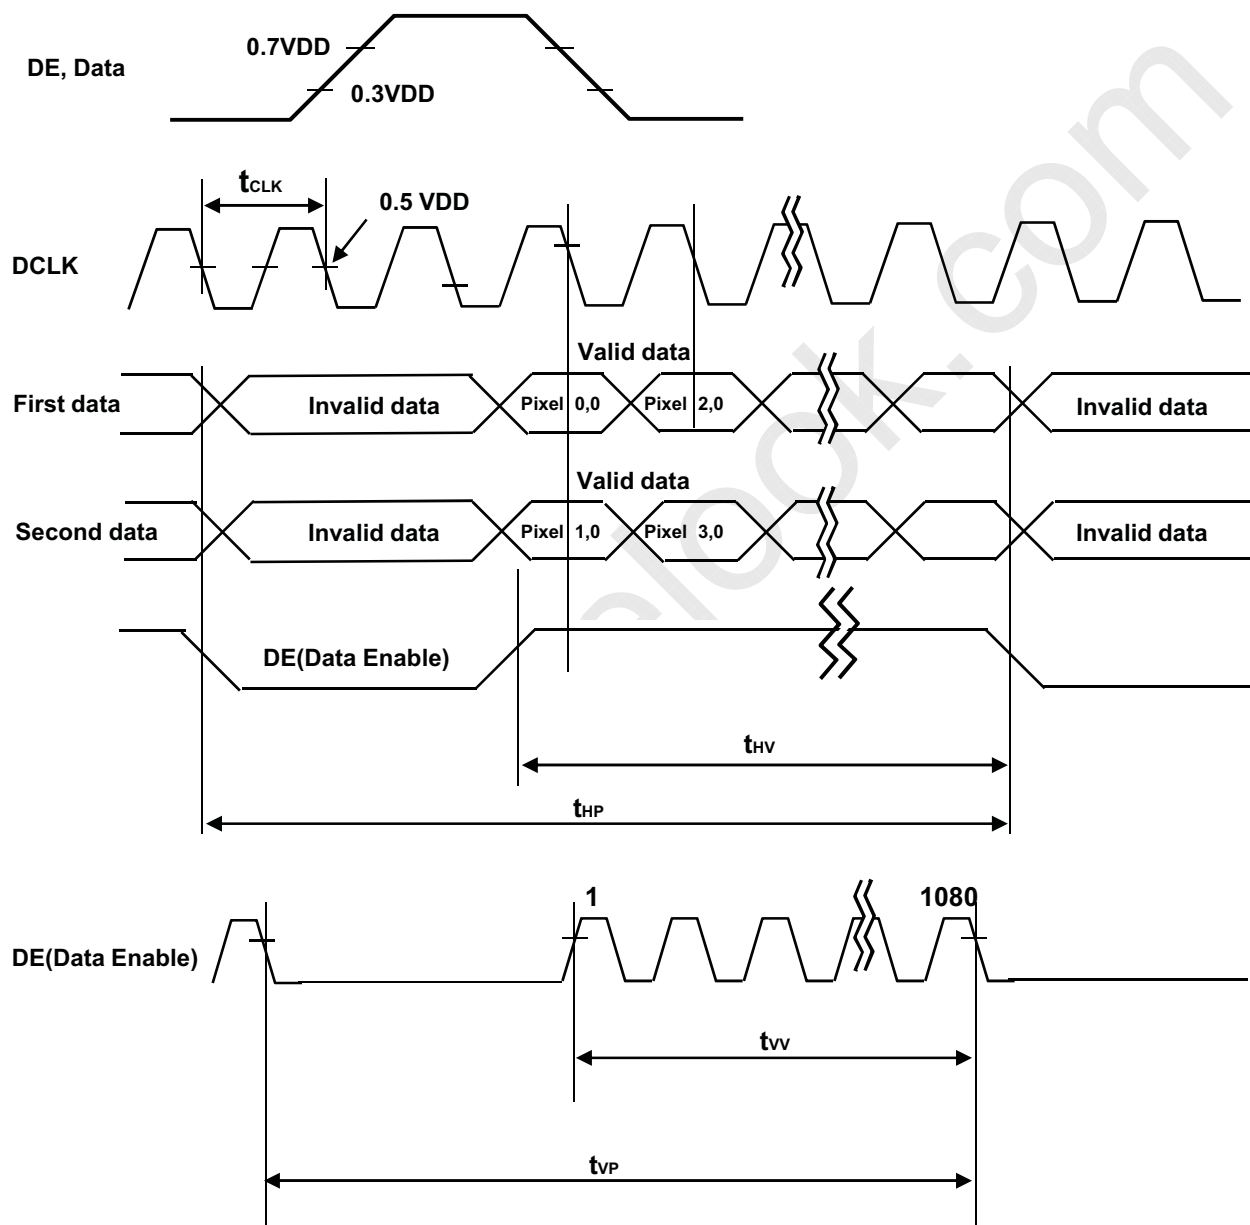 0.7VDD
DE, Data
0.3VDD
tCLK
0.5 VDD
DCLK
Valid data
First data
Invalid data
Pixel 0,0
Pixel 2,0
Invalid data
Valid data
Second data
Invalid data
Pixel 1,0
Pixel 3,0
Invalid data
DE(Data Enable)
tHV
tHP
1
1080
DE(Data Enable)
tVV
tVP
elook.com